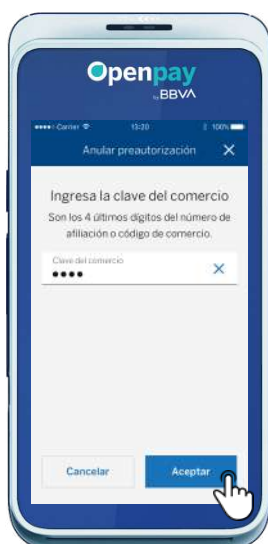 Openpay
by BBVA
Carrier 13:20 100%
Anular preautorización
Ingresa la clave del comercio
Son los 4 últimos dígitos del número de
afiliación o código de comercio.
Clave del comercio
••••
Cancelar Aceptar